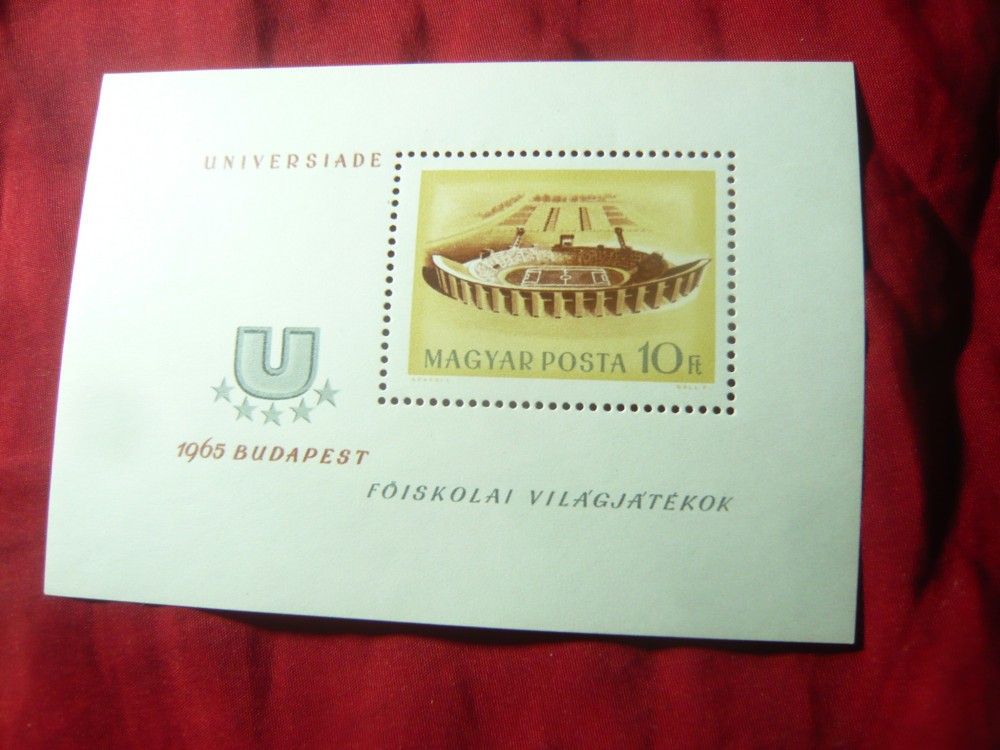 UNIVERSIADE
MAGYAR POSTA 10 Ft
U
1965 BUDAPEST
FŐISKOLAI VILÁGJÁTÉKOK